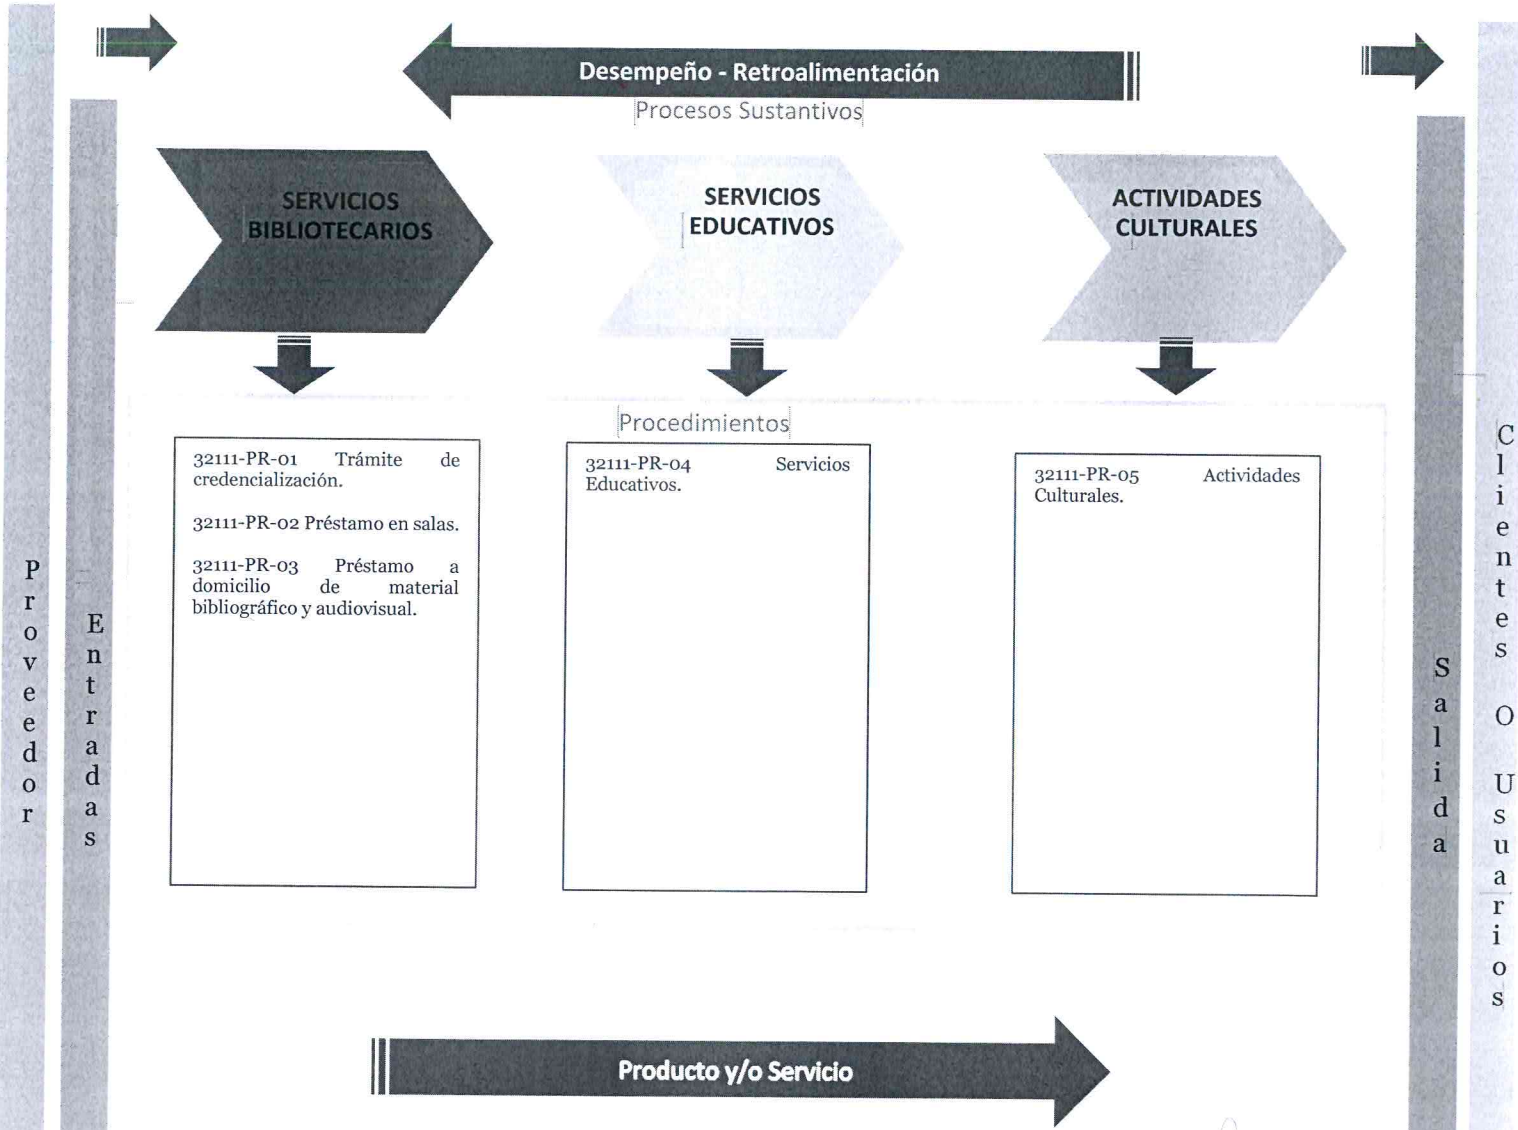 Desempeño - Retroalimentación
Procesos Sustantivos
SERVICIOS
BIBLIOTECARIOS
SERVICIOS
EDUCATIVOS
ACTIVIDADES
CULTURALES
Procedimientos
32111-PR-01 Trámite de
credencialización.
32111-PR-02 Préstamo en salas.
32111-PR-03 Préstamo a
domicilio de material
bibliográfico y audiovisual.
32111-PR-04 Servicios
Educativos.
32111-PR-05 Actividades
Culturales.
Proveedor
Entradas
Salida
Clientes O Usuarios
Producto y/o Servicio